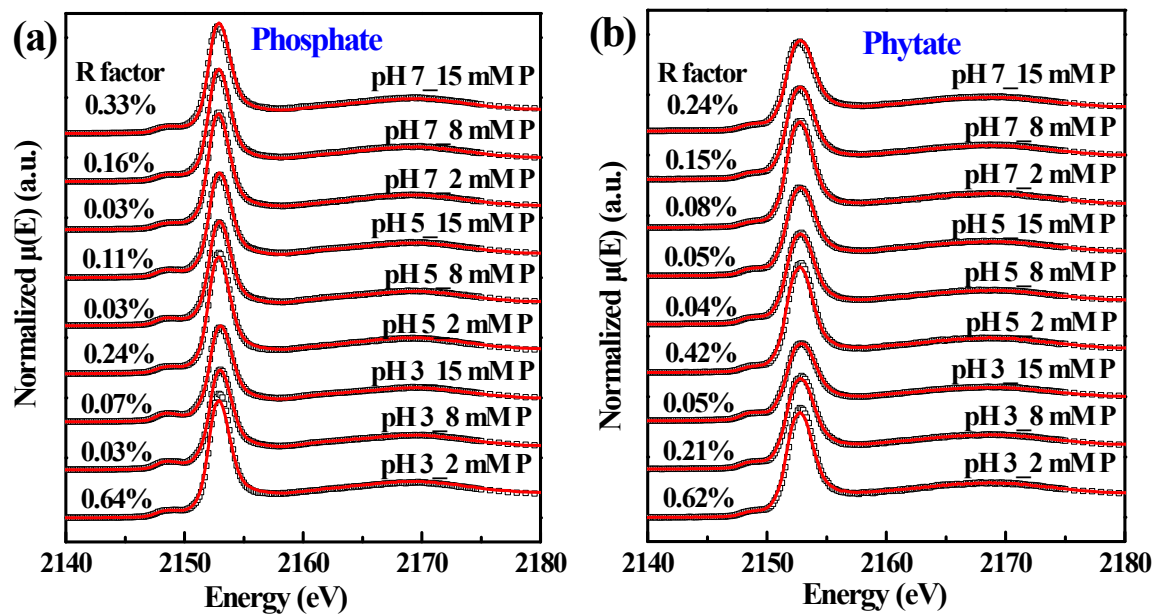 (a)
Phosphate
R factor
pH 7_15 mM P
0.33%
pH 7_8 mM P
0.16%
pH 7_2 mM P
0.03%
pH 5_15 mM P
0.11%
pH 5_8 mM P
0.03%
pH 5_2 mM P
0.24%
pH 3_15 mM P
0.07%
pH 3_8 mM P
0.03%
pH 3_2 mM P
0.64%
Normalized μ(E) (a.u.)
2140 2150 2160 2170 2180
Energy (eV)
(b)
Phytate
R factor
pH 7_15 mM P
0.24%
pH 7_8 mM P
0.15%
pH 7_2 mM P
0.08%
pH 5_15 mM P
0.05%
pH 5_8 mM P
0.04%
pH 5_2 mM P
0.42%
pH 3_15 mM P
0.05%
pH 3_8 mM P
0.21%
pH 3_2 mM P
0.62%
Normalized μ(E) (a.u.)
2140 2150 2160 2170 2180
Energy (eV)